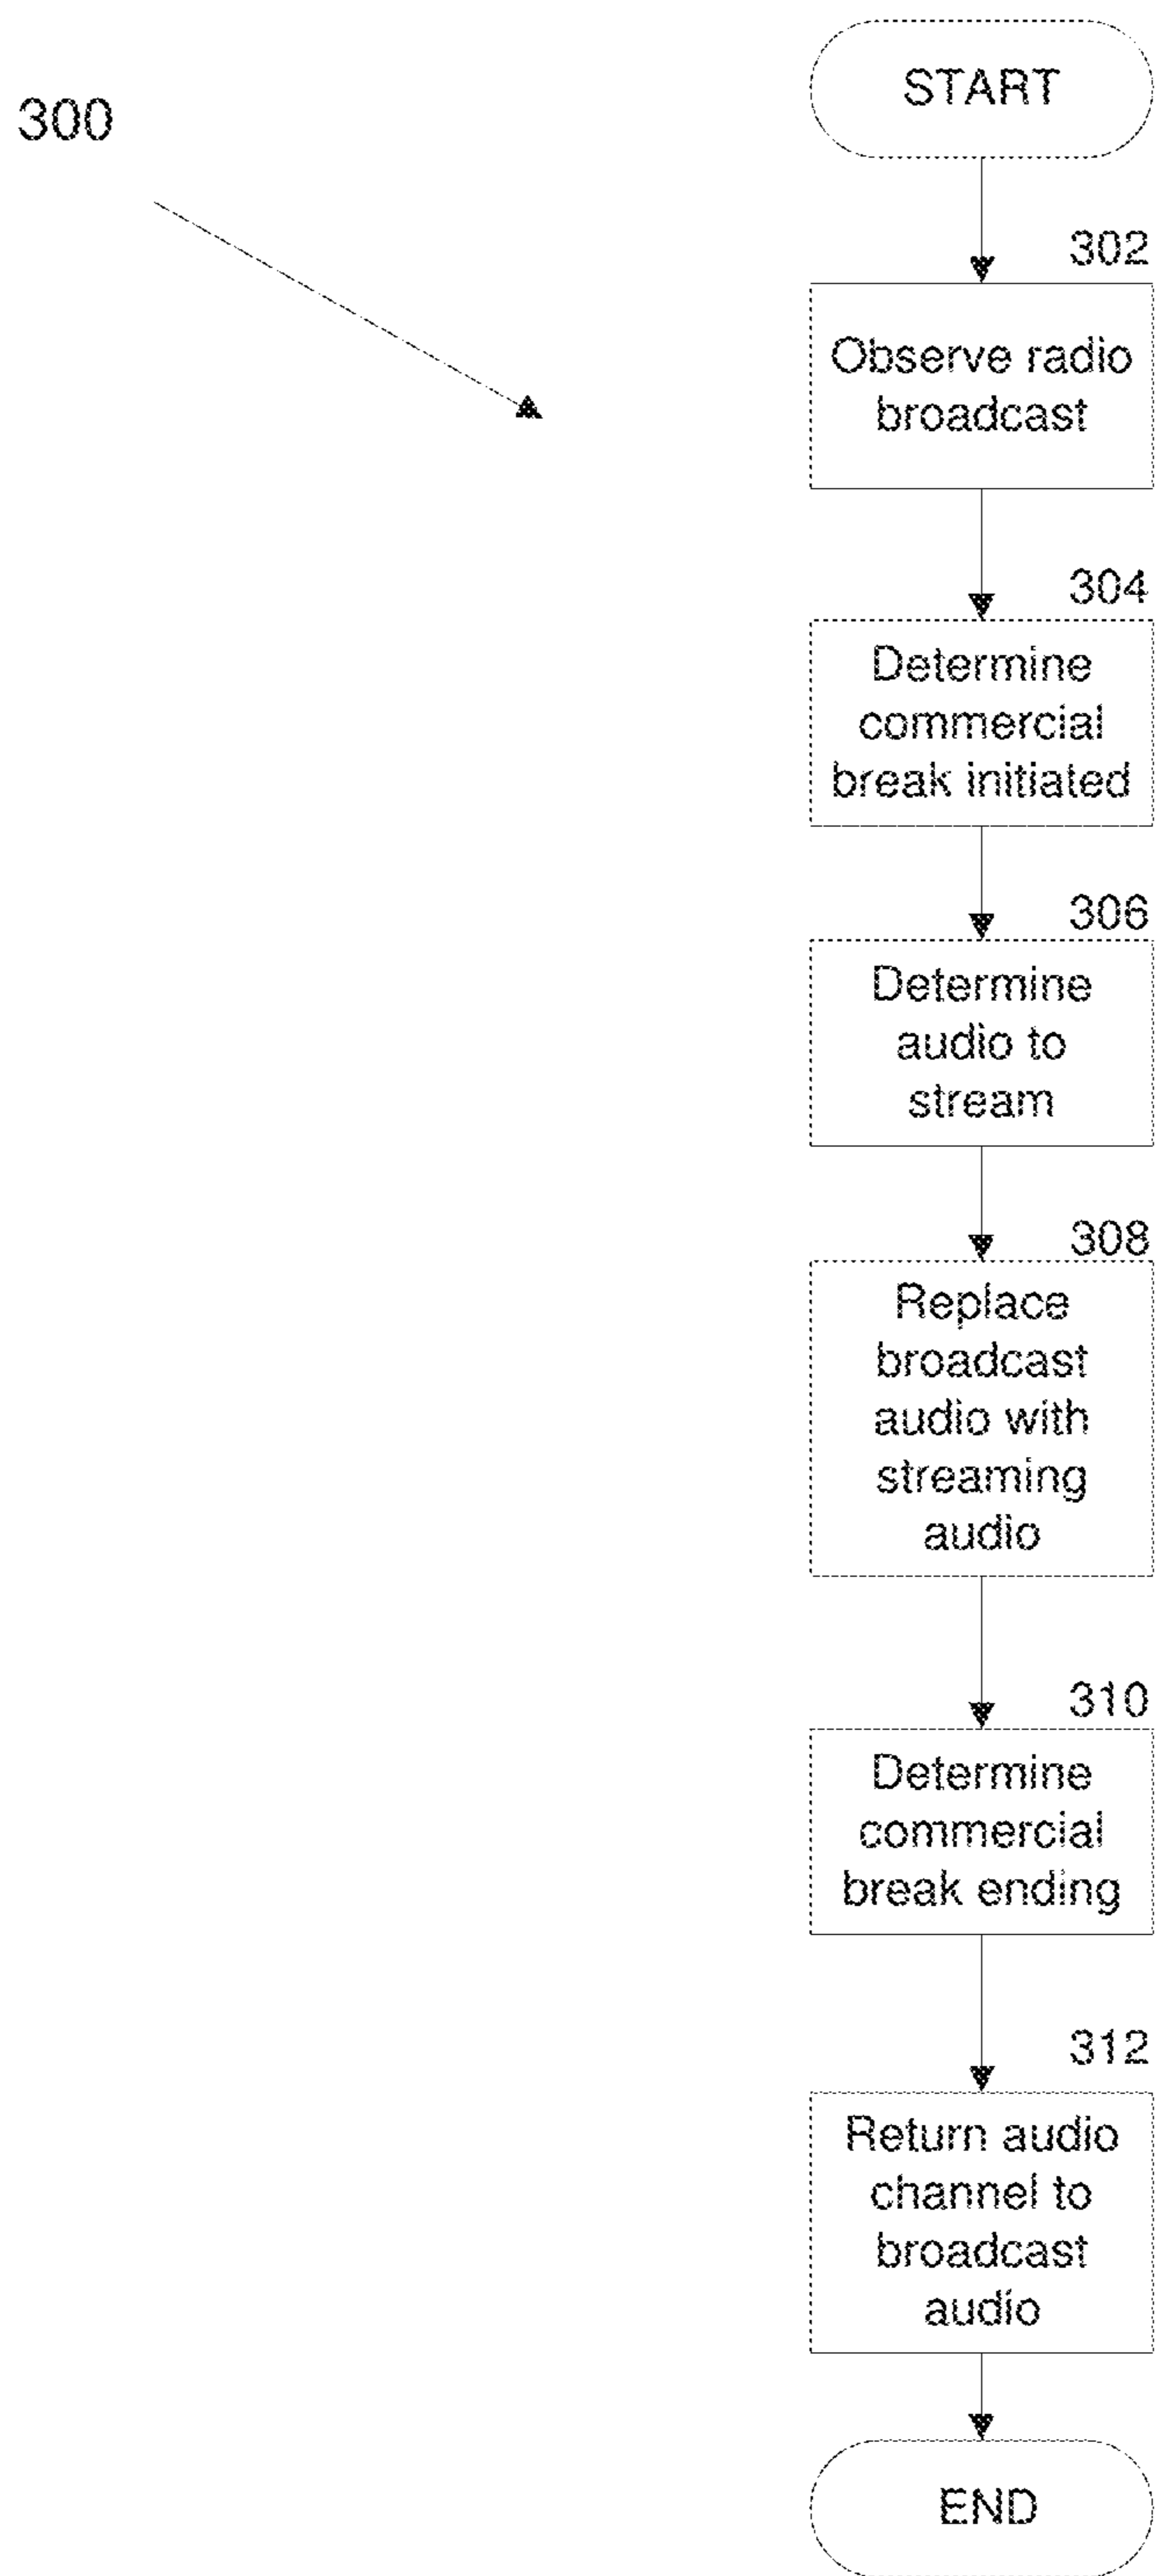 START
300
302
Observe radio
broadcast
304
Determine
commercial
break initiated
306
Determine
audio to
stream
308
Replace
broadcast
audio with
streaming
audio
310
Determine
commercial
break ending
312
Return audio
channel to
broadcast
audio
END